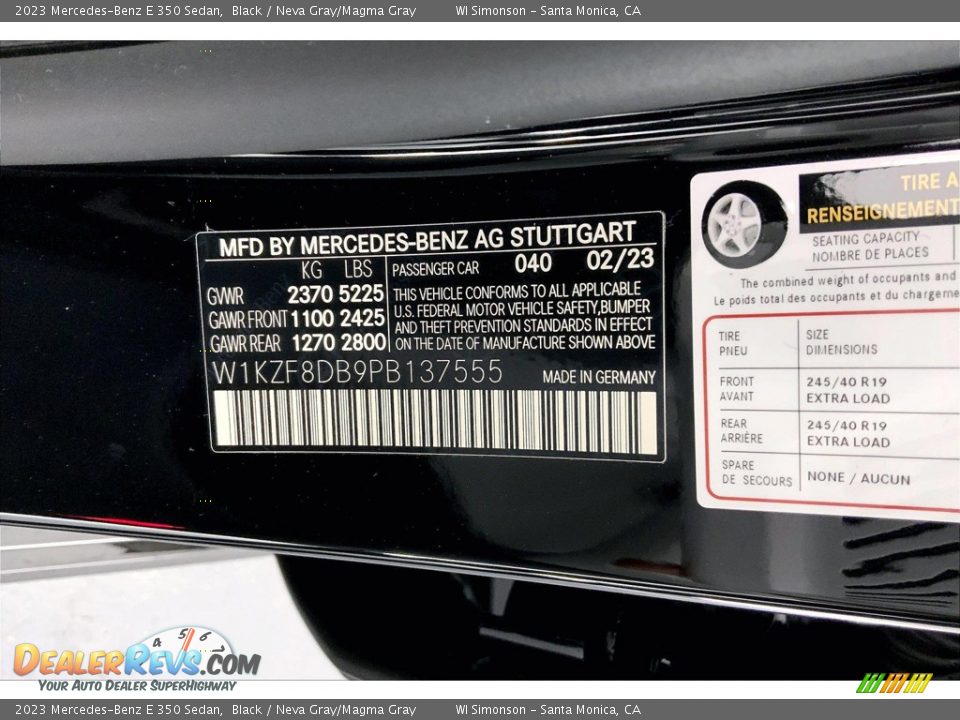 2023 Mercedes-Benz E 350 Sedan, Black / Neva Gray/Magma Gray WI Simonson - Santa Monica, CA
MFD BY MERCEDES-BENZ AG STUTTGART
KG LBS PASSENGER CAR 040 02/23
GVWR 2370 5225
GAWR FRONT 1100 2425
GAWR REAR 1270 2800
THIS VEHICLE CONFORMS TO ALL APPLICABLE
U.S. FEDERAL MOTOR VEHICLE SAFETY,BUMPER
AND THEFT PREVENTION STANDARDS IN EFFECT
ON THE DATE OF MANUFACTURE SHOWN ABOVE
W1KZF8DB9PB137555 MADE IN GERMANY
TIRE A
RENSEIGNEMENT
SEATING CAPACITY
NOMBRE DE PLACES
The combined weight of occupants and
Le poids total des occupants et du chargeme
TIRE SIZE
PNEU DIMENSIONS
FRONT 245/40 R19
AVANT EXTRA LOAD
REAR 245/40 R19
ARRIÈRE EXTRA LOAD
SPARE
DE SECOURS NONE / AUCUN
4 5 6
DEALERREVS.COM
YOUR AUTO DEALER SUPERHIGHWAY
2023 Mercedes-Benz E 350 Sedan, Black / Neva Gray/Magma Gray WI Simonson - Santa Monica, CA